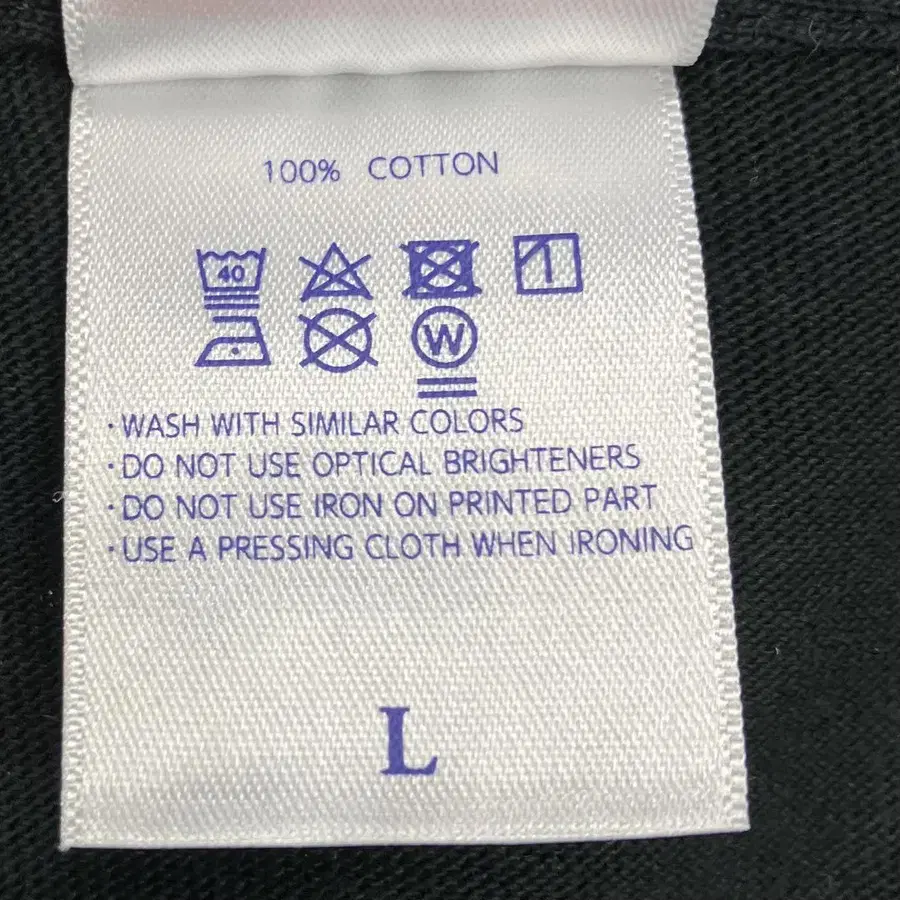 100% COTTON
40
W
·WASH WITH SIMILAR COLORS
·DO NOT USE OPTICAL BRIGHTENERS
·DO NOT USE IRON ON PRINTED PART
·USE A PRESSING CLOTH WHEN IRONING
L